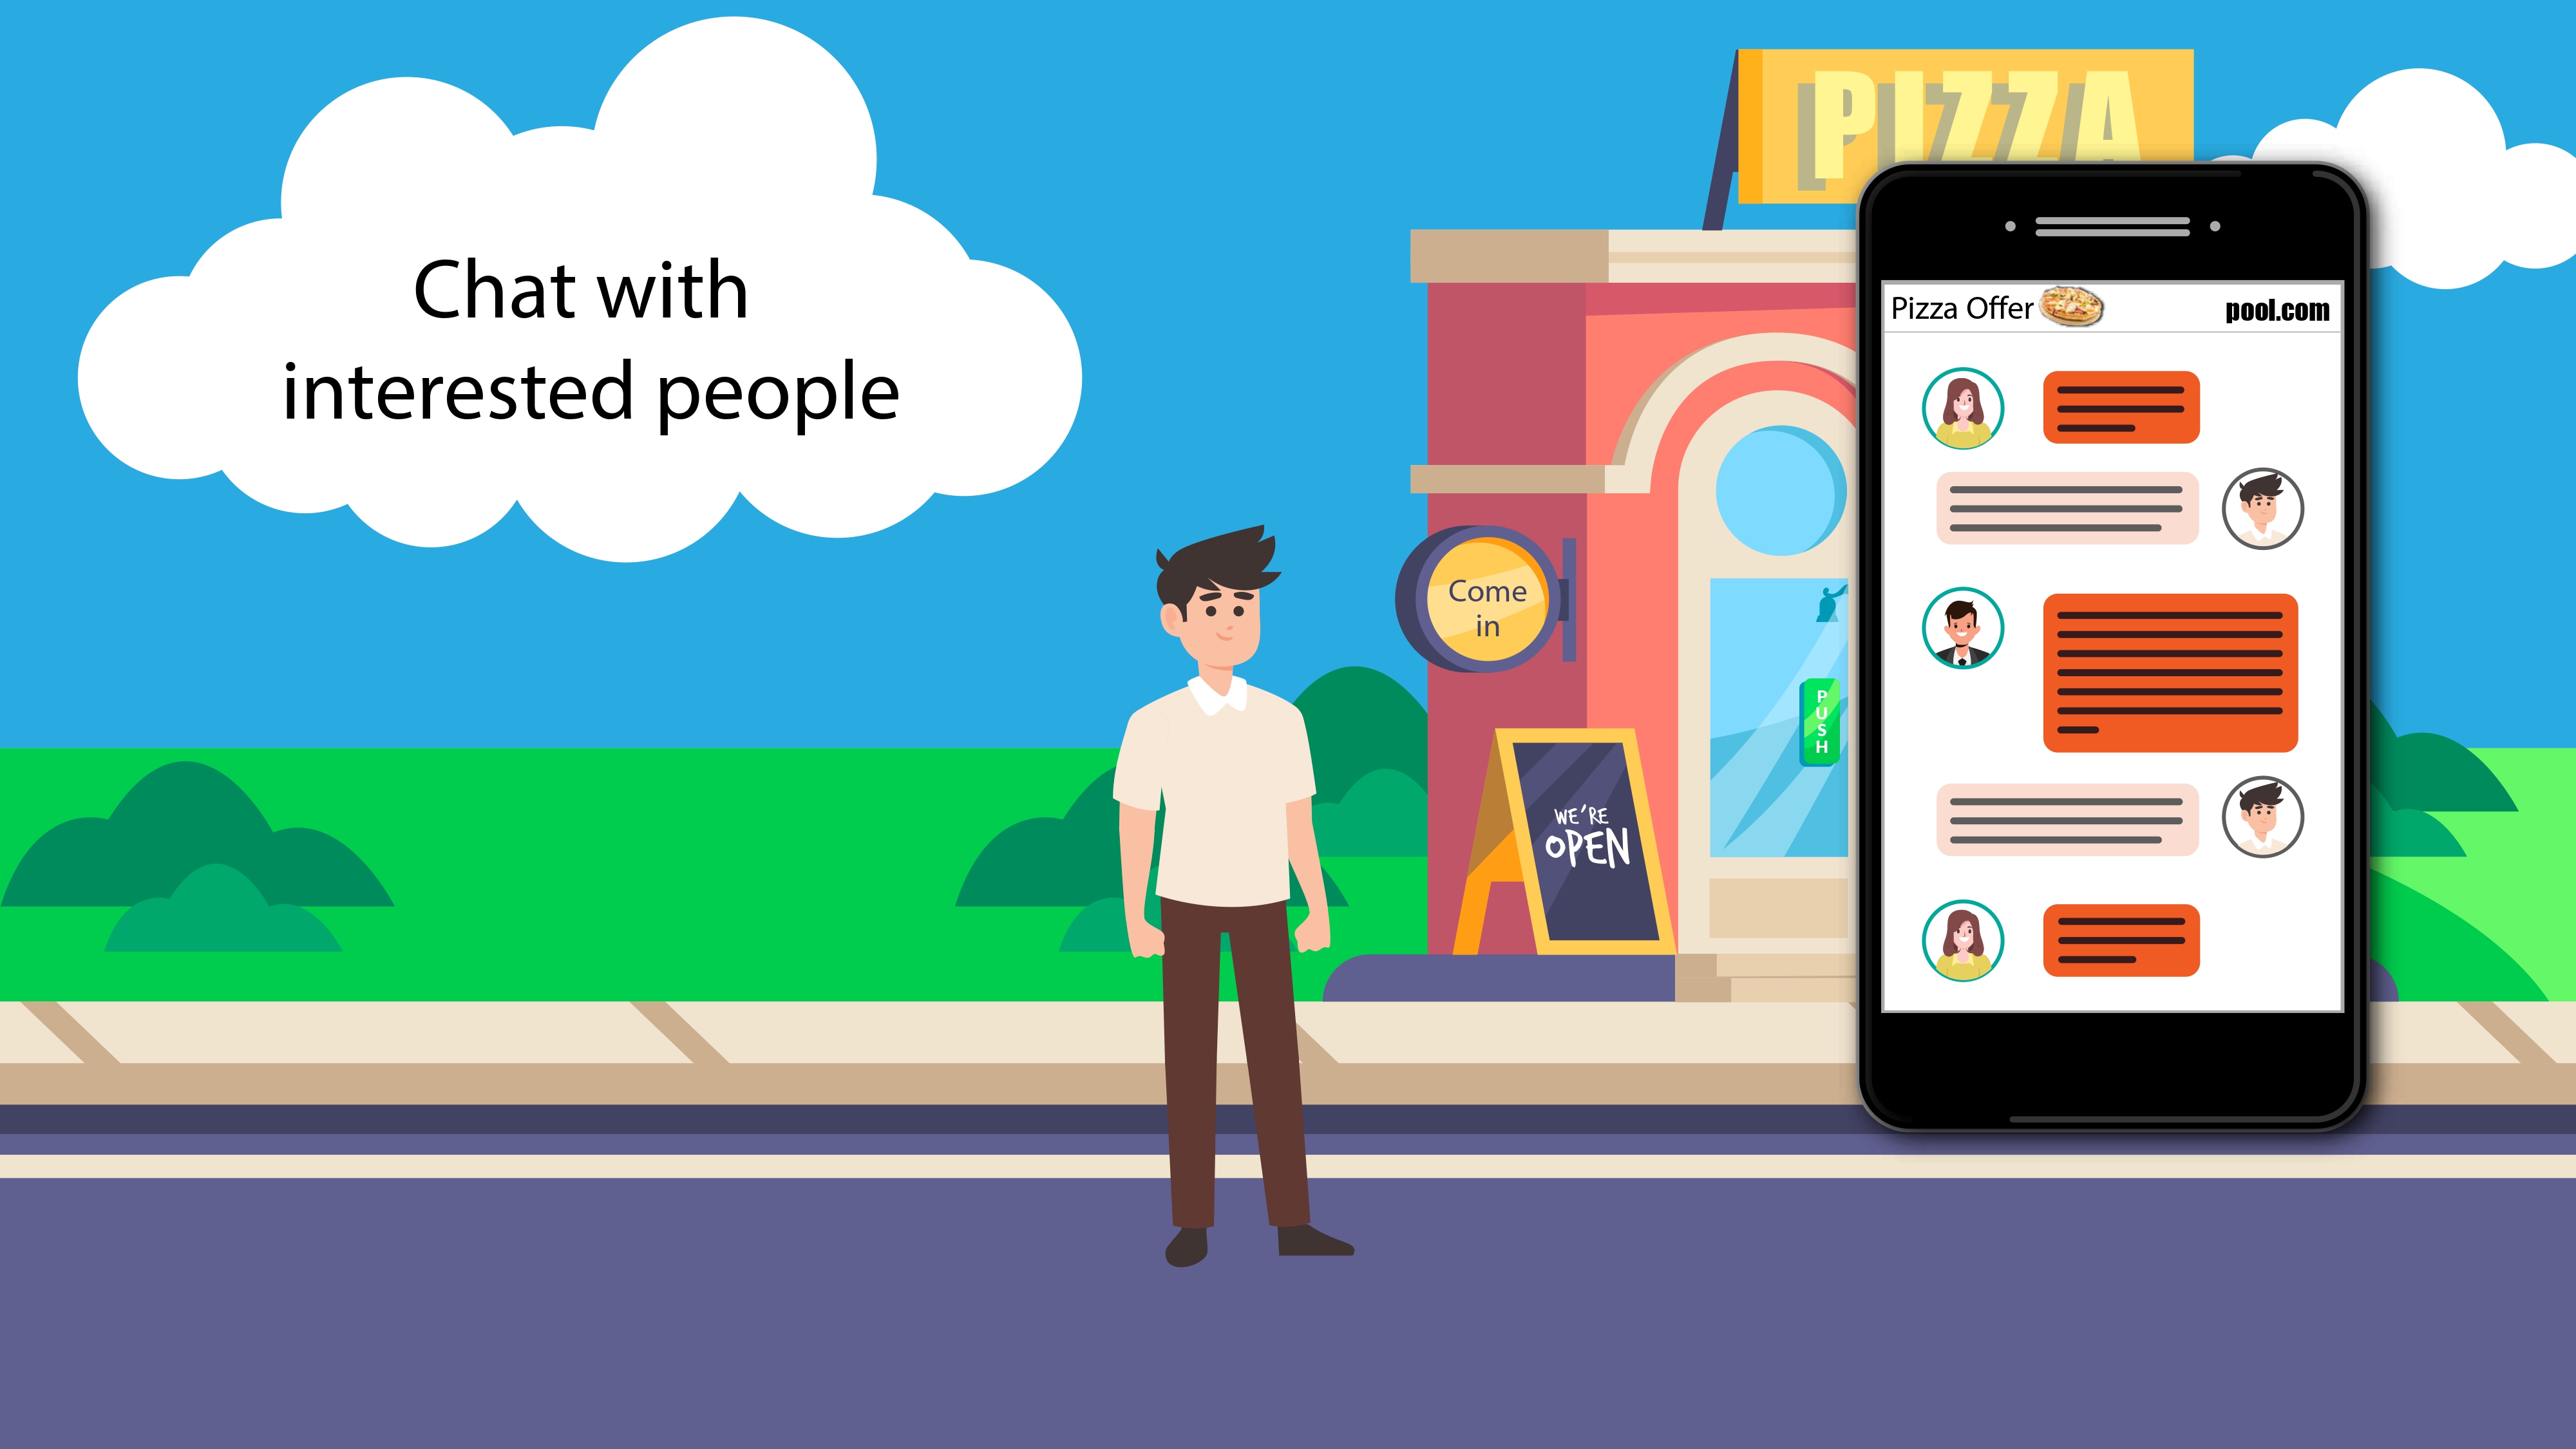 Chat with
interested people
PIZZA
Pizza Offer
pool.com
Come
in
PUSH
WE'RE
OPEN